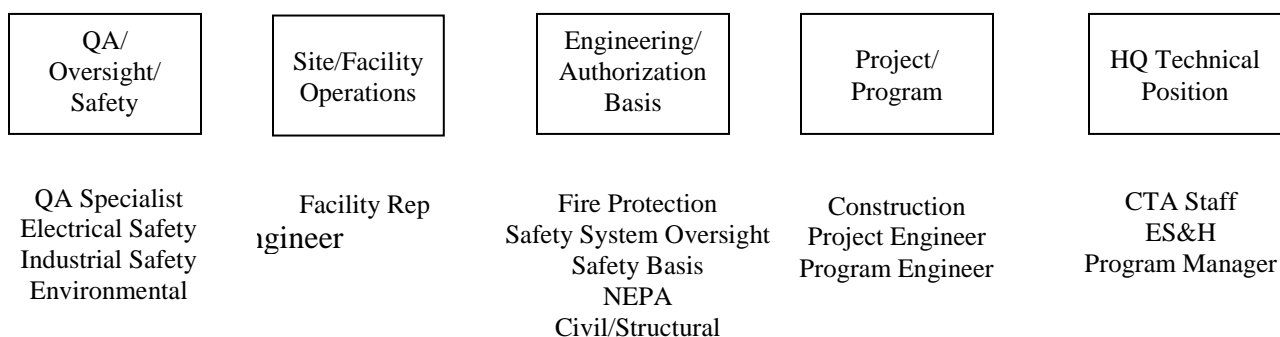 QA/
Oversight/
Safety
Site/Facility
Operations
Engineering/
Authorization
Basis
Project/
Program
HQ Technical
Position
QA Specialist
Electrical Safety
Industrial Safety
Environmental
Facility Rep
Fire Protection
Safety System Oversight
Safety Basis
NEPA
Civil/Structural
Construction
Project Engineer
Program Engineer
CTA Staff
ES&H
Program Manager